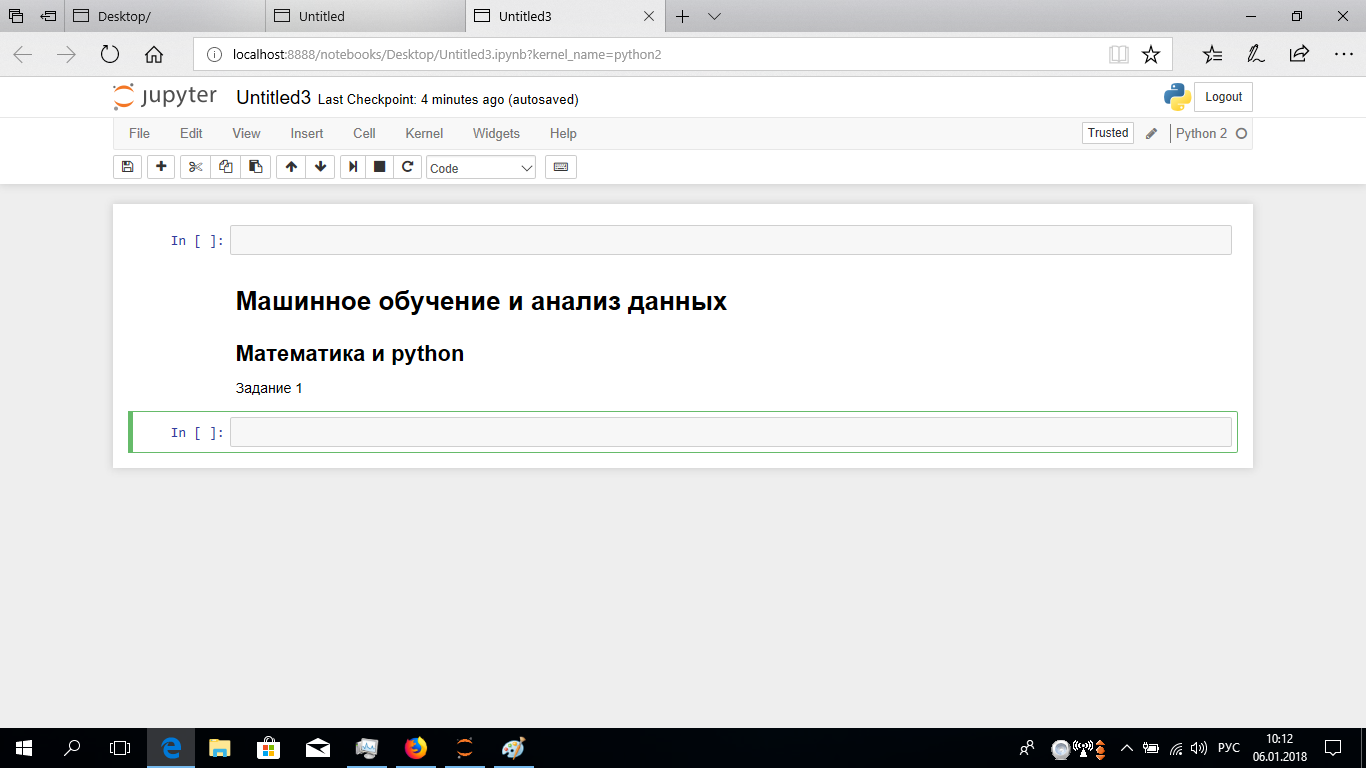 Desktop/
Untitled
Untitled3
localhost:8888/notebooks/Desktop/Untitled3.ipynb?kernel_name=python2
jupyter Untitled3 Last Checkpoint: 4 minutes ago (autosaved)
Logout
File Edit View Insert Cell Kernel Widgets Help
Trusted
Python 2
Code
In [ ]:
Машинное обучение и анализ данных
Математика и python
Задание 1
In [ ]:
РУС
10:12
06.01.2018